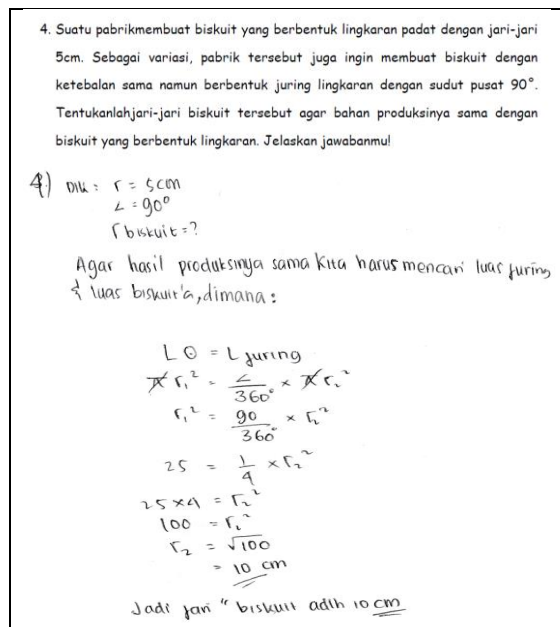 4. Suatu pabrikmembuat biskuit yang berbentuk lingkaran padat dengan jari-jari
5cm. Sebagai variasi, pabrik tersebut juga ingin membuat biskuit dengan
ketebalan sama namun berbentuk juring lingkaran dengan sudut pusat 90°.
Tentukanlahjari-jari biskuit tersebut agar bahan produksinya sama dengan
biskuit yang berbentuk lingkaran. Jelaskan jawabanmu!
4) Dik : r = 5 cm
∠ = 90°
r biskuit = ?
Agar hasil produksinya sama kita harus mencari luas juring
& luas biskuit'a, dimana :
L ⊙ = L juring
π r₁² = ∠/360° × π r₂²
r₁² = 90/360° × r₂²
25 = 1/4 × r₂²
25 × 4 = r₂²
100 = r₂²
r₂ = √100
= 10 cm
Jadi jari" biskuit adlh 10 cm